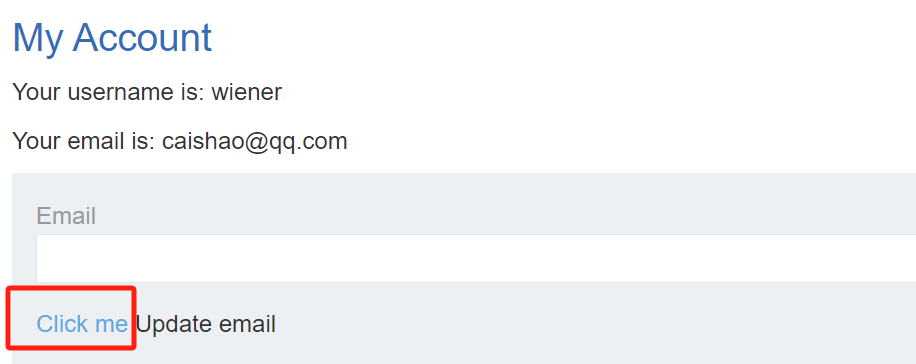 My Account
Your username is: wiener
Your email is: caishao@qq.com
Email
Click me Update email